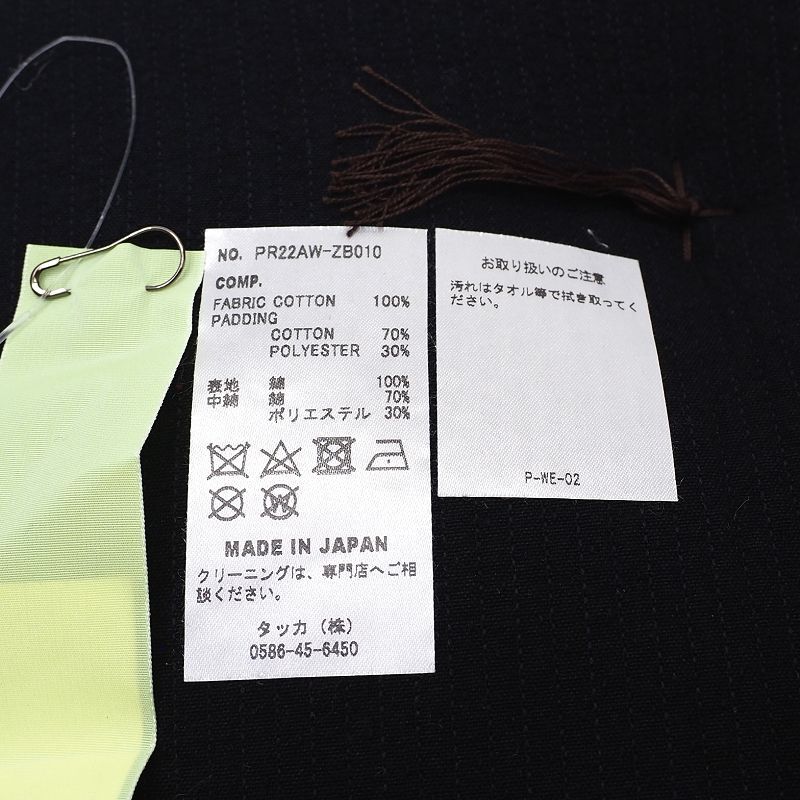 NO. PR22AW-ZB010
COMP.
FABRIC COTTON 100%
PADDING
COTTON 70%
POLYESTER 30%
表地 綿 100%
中綿 綿 70%
ポリエステル 30%
MADE IN JAPAN
クリーニングは、専門店へご相
談ください。
タッカ（株）
0586-45-6450
お取り扱いのご注意
汚れはタオル等で拭き取ってく
ださい。
P-WE-02